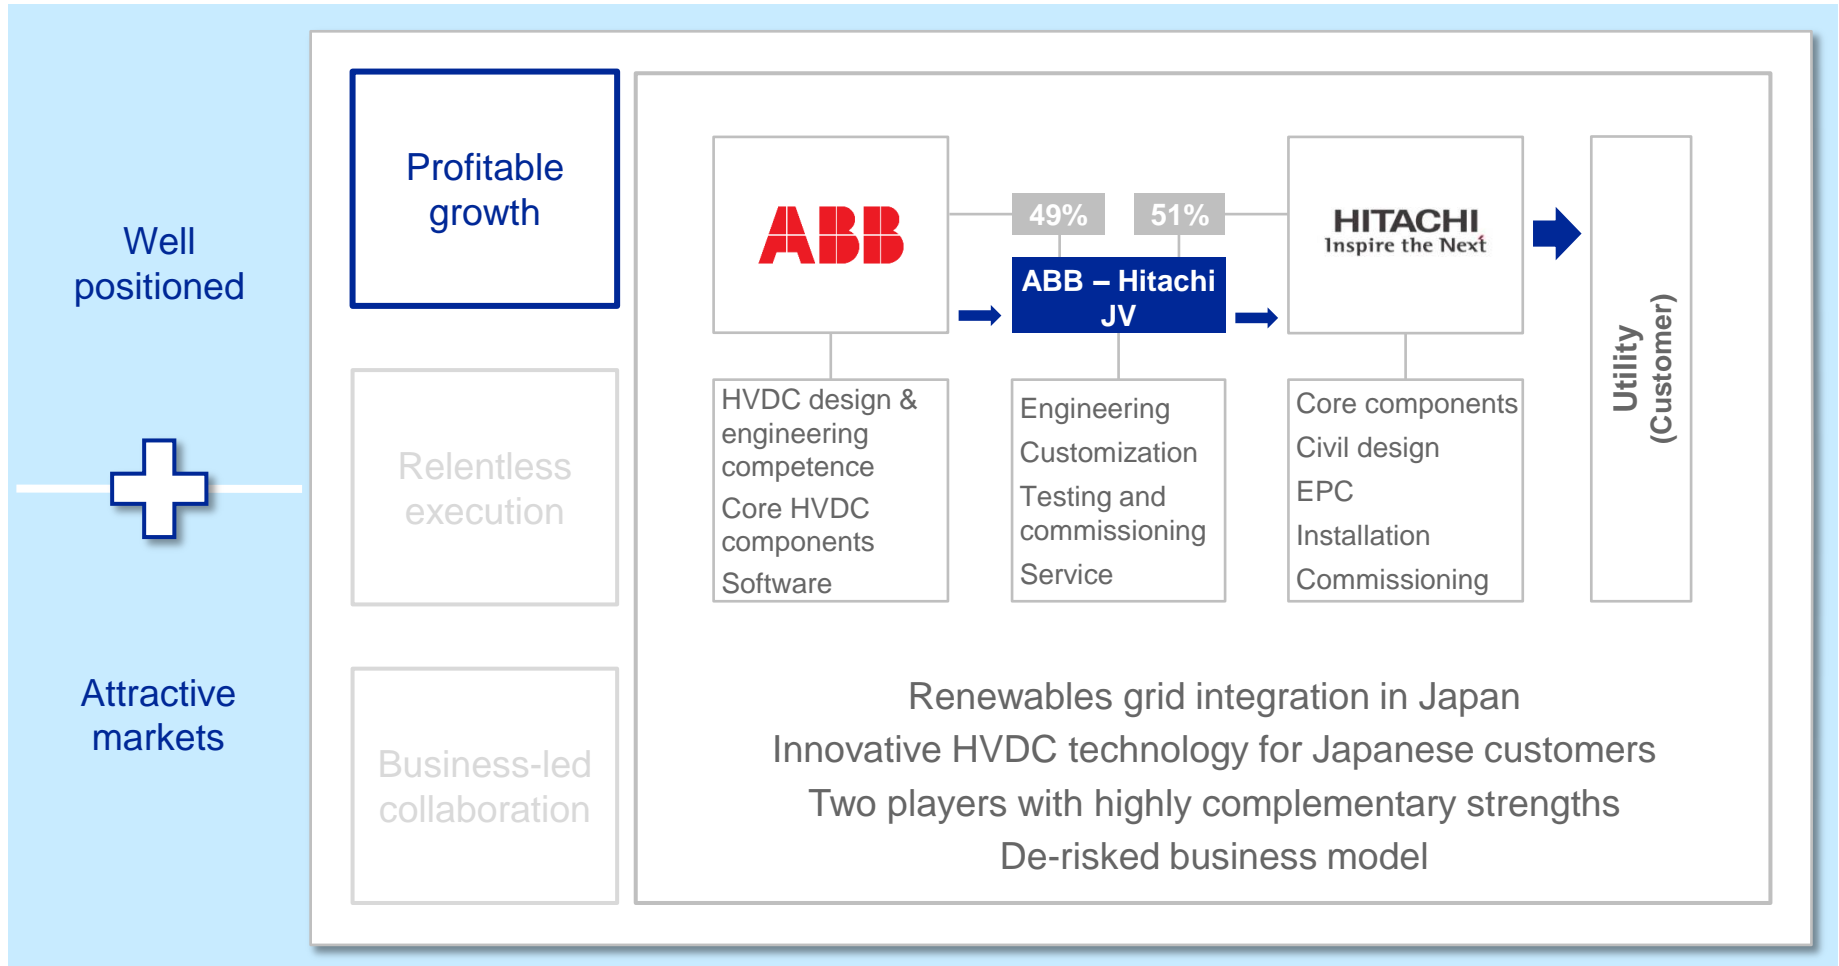 Well
positioned
Attractive
markets
Profitable
growth
Relentless
execution
Business-led
collaboration
ABB
49%
51%
ABB – Hitachi
JV
HITACHI
Inspire the Next
Utility
(Customer)
HVDC design &
engineering
competence
Core HVDC
components
Software
Engineering
Customization
Testing and
commissioning
Service
Core components
Civil design
EPC
Installation
Commissioning
Renewables grid integration in Japan
Innovative HVDC technology for Japanese customers
Two players with highly complementary strengths
De-risked business model